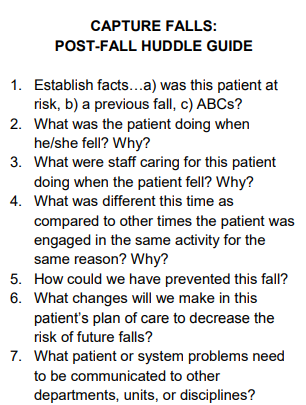 CAPTURE FALLS:
POST-FALL HUDDLE GUIDE
1. Establish facts…a) was this patient at
risk, b) a previous fall, c) ABCs?
2. What was the patient doing when
he/she fell? Why?
3. What were staff caring for this patient
doing when the patient fell? Why?
4. What was different this time as
compared to other times the patient was
engaged in the same activity for the
same reason? Why?
5. How could we have prevented this fall?
6. What changes will we make in this
patient’s plan of care to decrease the
risk of future falls?
7. What patient or system problems need
to be communicated to other
departments, units, or disciplines?